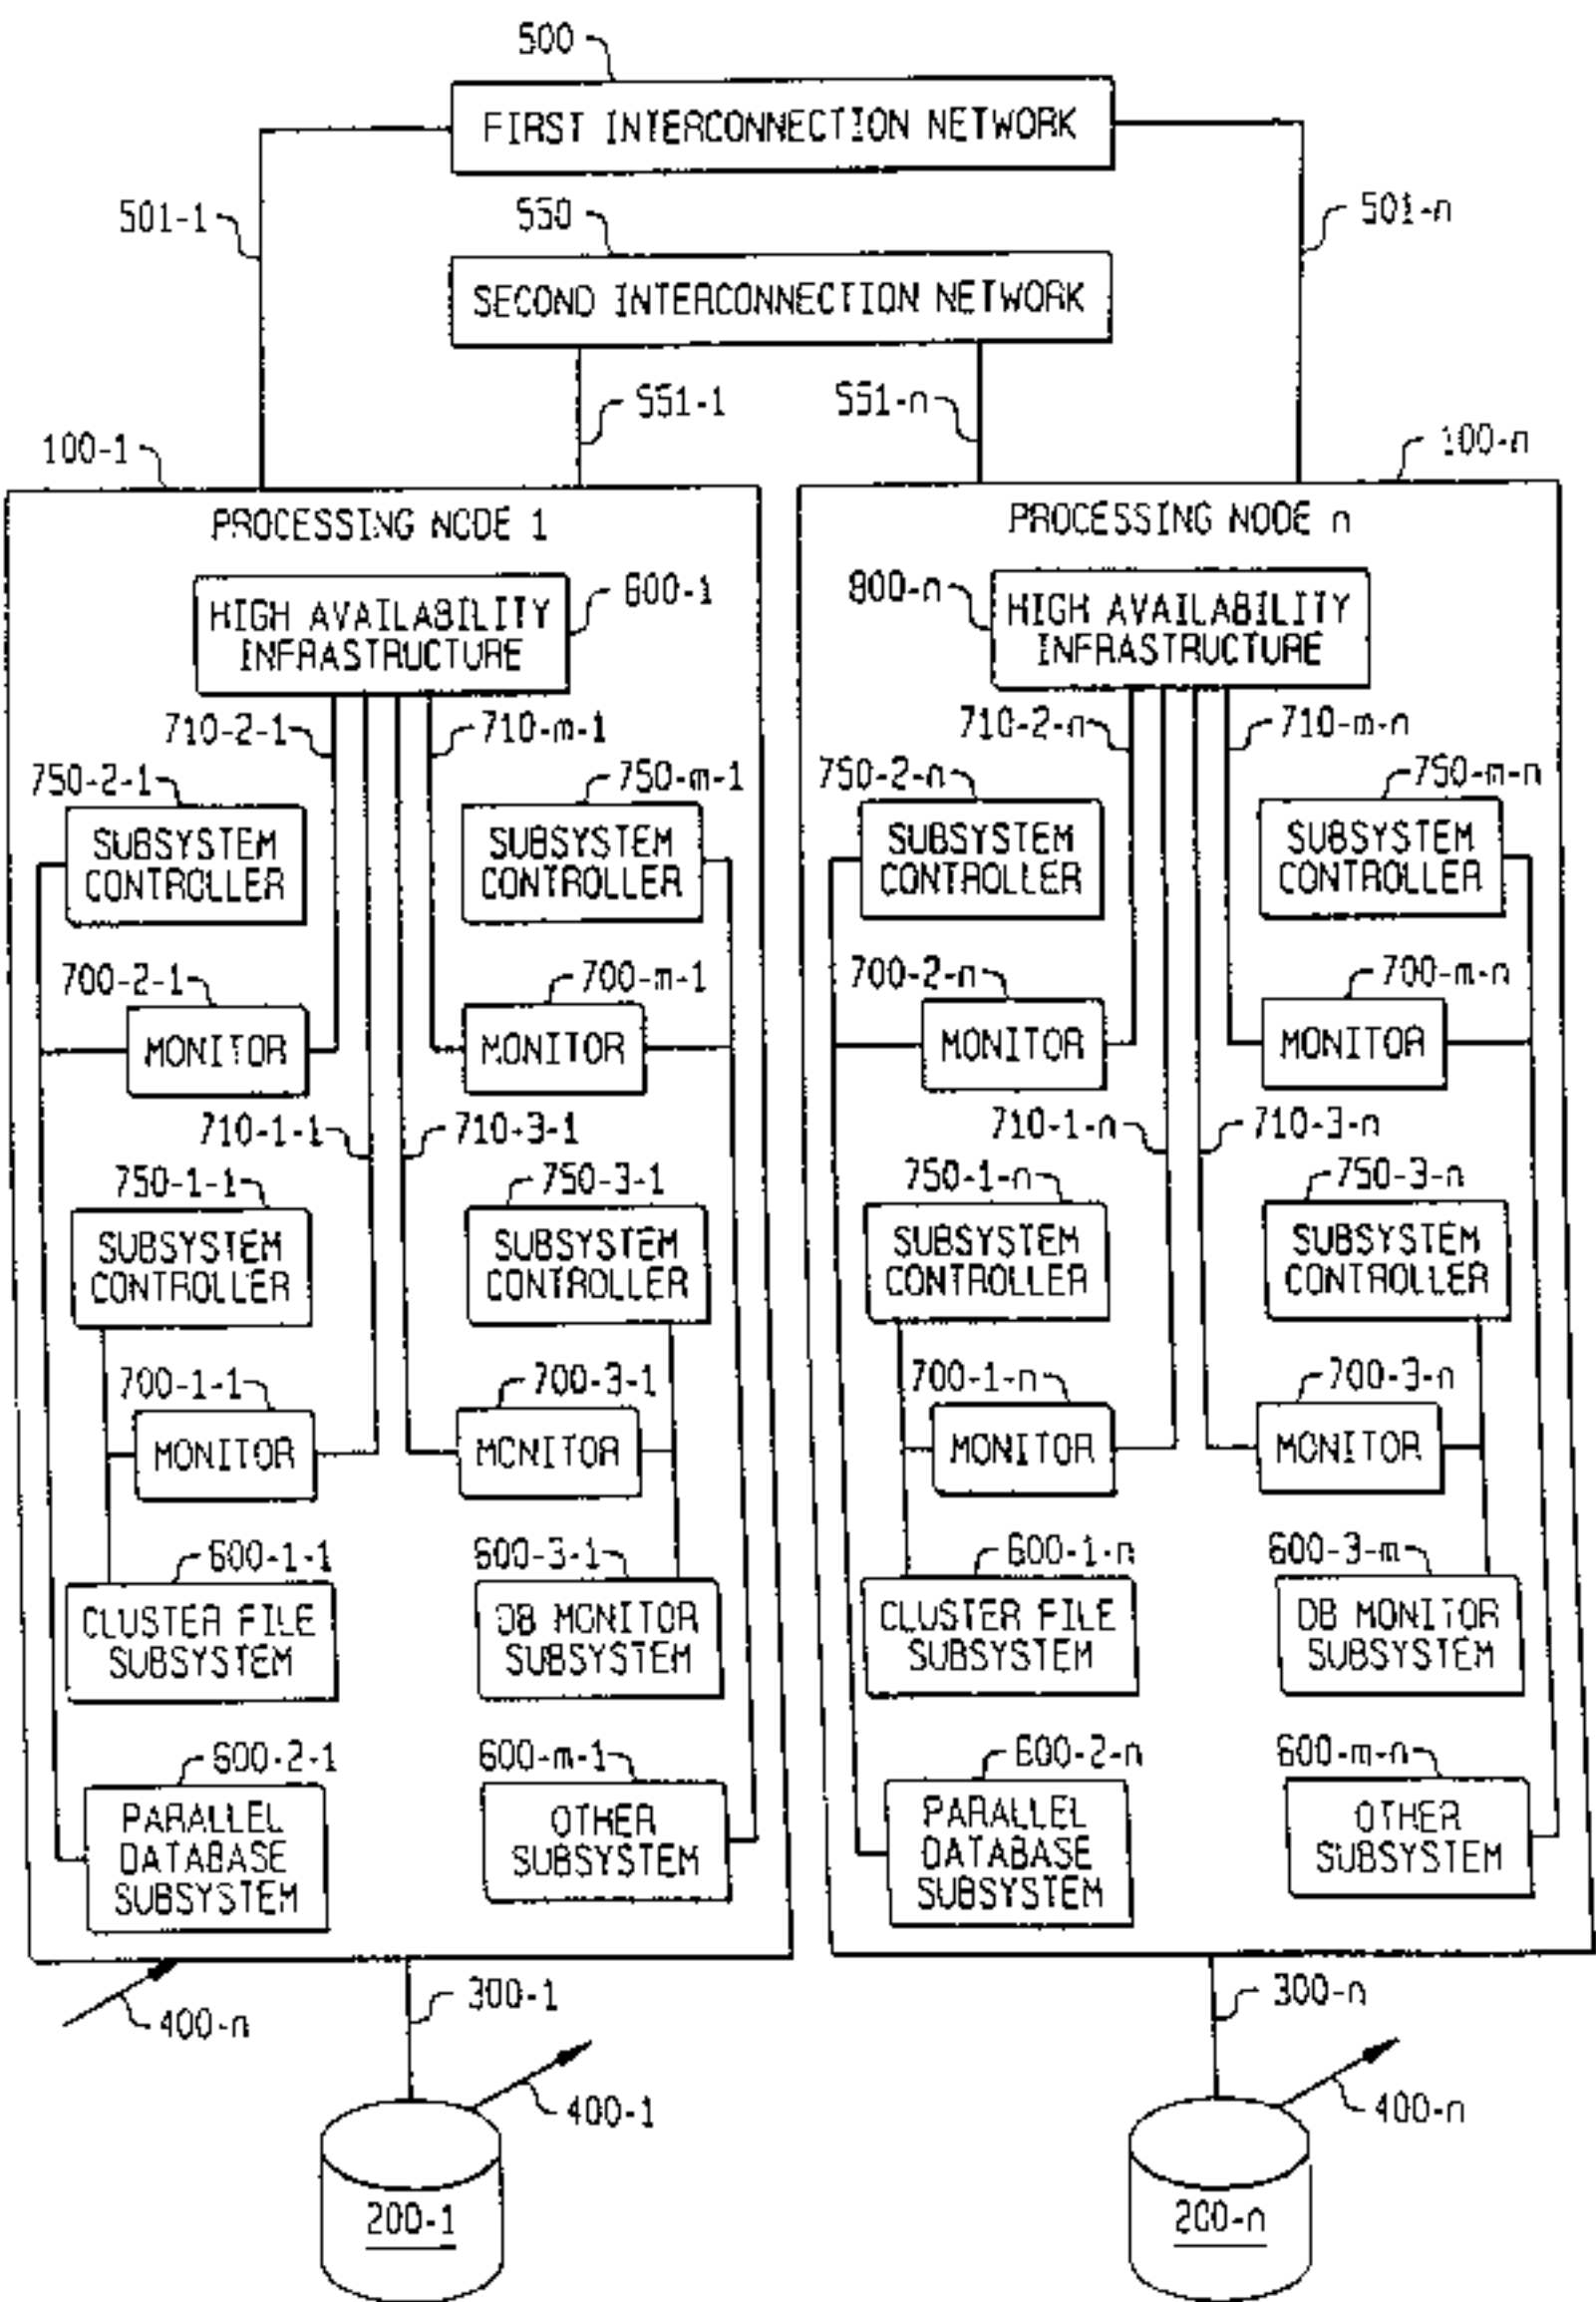 500
FIRST INTERCONNECTION NETWORK
501-1
550
501-n
SECOND INTERCONNECTION NETWORK
551-1
551-n
100-1
100-n
PROCESSING NODE 1
HIGH AVAILABILITY
INFRASTRUCTURE
800-1
710-2-1
710-m-1
750-2-1
750-m-1
SUBSYSTEM
CONTROLLER
SUBSYSTEM
CONTROLLER
700-2-1
700-m-1
MONITOR
MONITOR
710-1-1
710-3-1
750-1-1
750-3-1
SUBSYSTEM
CONTROLLER
SUBSYSTEM
CONTROLLER
700-1-1
700-3-1
MONITOR
MONITOR
600-1-1
600-3-1
CLUSTER FILE
SUBSYSTEM
DB MONITOR
SUBSYSTEM
600-2-1
600-m-1
PARALLEL
DATABASE
SUBSYSTEM
OTHER
SUBSYSTEM
400-n
300-1
400-1
200-1
PROCESSING NODE n
800-n
HIGH AVAILABILITY
INFRASTRUCTURE
710-2-n
710-m-n
750-2-n
750-m-n
SUBSYSTEM
CONTROLLER
SUBSYSTEM
CONTROLLER
700-2-n
700-m-n
MONITOR
MONITOR
710-1-n
710-3-n
750-1-n
750-3-n
SUBSYSTEM
CONTROLLER
SUBSYSTEM
CONTROLLER
700-1-n
700-3-n
MONITOR
MONITOR
600-1-n
600-3-m
CLUSTER FILE
SUBSYSTEM
DB MONITOR
SUBSYSTEM
600-2-n
600-m-n
PARALLEL
DATABASE
SUBSYSTEM
OTHER
SUBSYSTEM
300-n
400-n
200-n